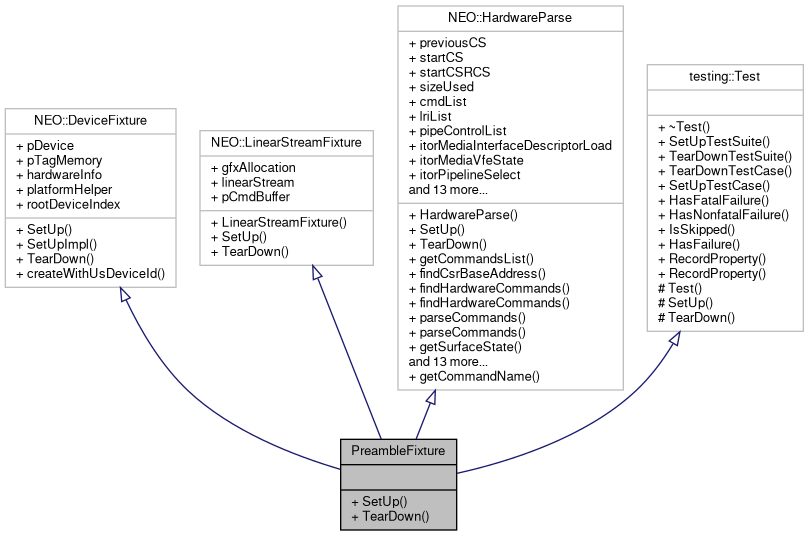 NEO::DeviceFixture
+ pDevice
+ pTagMemory
+ hardwareInfo
+ platformHelper
+ rootDeviceIndex
+ SetUp()
+ SetUpImpl()
+ TearDown()
+ createWithUsDeviceId()
NEO::LinearStreamFixture
+ gfxAllocation
+ linearStream
+ pCmdBuffer
+ LinearStreamFixture()
+ SetUp()
+ TearDown()
NEO::HardwareParse
+ previousCS
+ startCS
+ startCSRCS
+ sizeUsed
+ cmdList
+ lriList
+ pipeControlList
+ itorMediaInterfaceDescriptorLoad
+ itorMediaVfeState
+ itorPipelineSelect
and 13 more...
+ HardwareParse()
+ SetUp()
+ TearDown()
+ getCommandsList()
+ findCsrBaseAddress()
+ findHardwareCommands()
+ findHardwareCommands()
+ parseCommands()
+ parseCommands()
+ getSurfaceState()
and 13 more...
+ getCommandName()
testing::Test
+ ~Test()
+ SetUpTestSuite()
+ TearDownTestSuite()
+ TearDownTestCase()
+ SetUpTestCase()
+ HasFatalFailure()
+ HasNonfatalFailure()
+ IsSkipped()
+ HasFailure()
+ RecordProperty()
+ RecordProperty()
# Test()
# SetUp()
# TearDown()
PreambleFixture
+ SetUp()
+ TearDown()